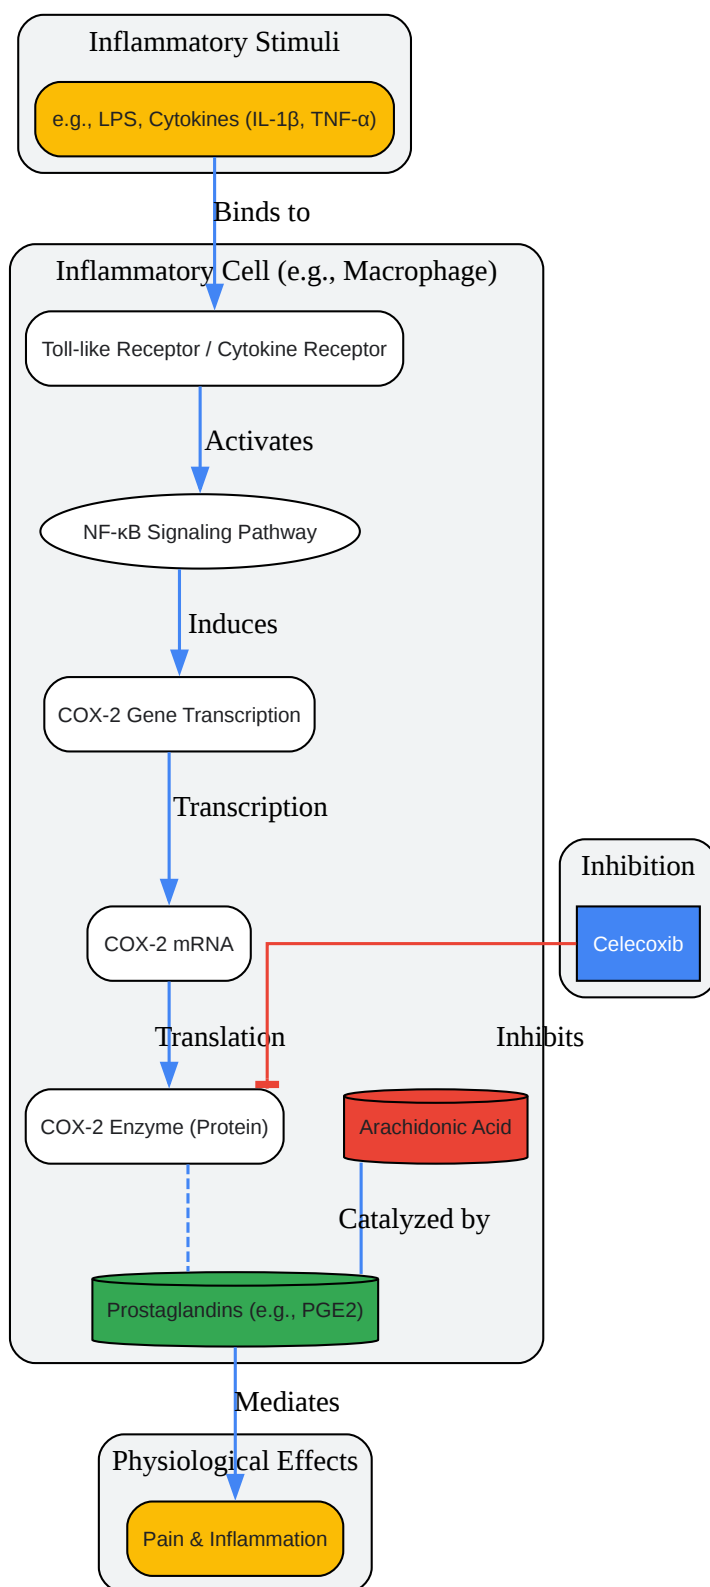 Inflammatory Stimuli
e.g., LPS, Cytokines (IL-1β, TNF-α)
Binds to
Inflammatory Cell (e.g., Macrophage)
Toll-like Receptor / Cytokine Receptor
Activates
NF-κB Signaling Pathway
Induces
COX-2 Gene Transcription
Transcription
Inhibition
COX-2 mRNA
Celecoxib
Translation
Inhibits
COX-2 Enzyme (Protein)
Arachidonic Acid
Catalyzed by
Prostaglandins (e.g., PGE2)
Mediates
Physiological Effects
Pain & Inflammation